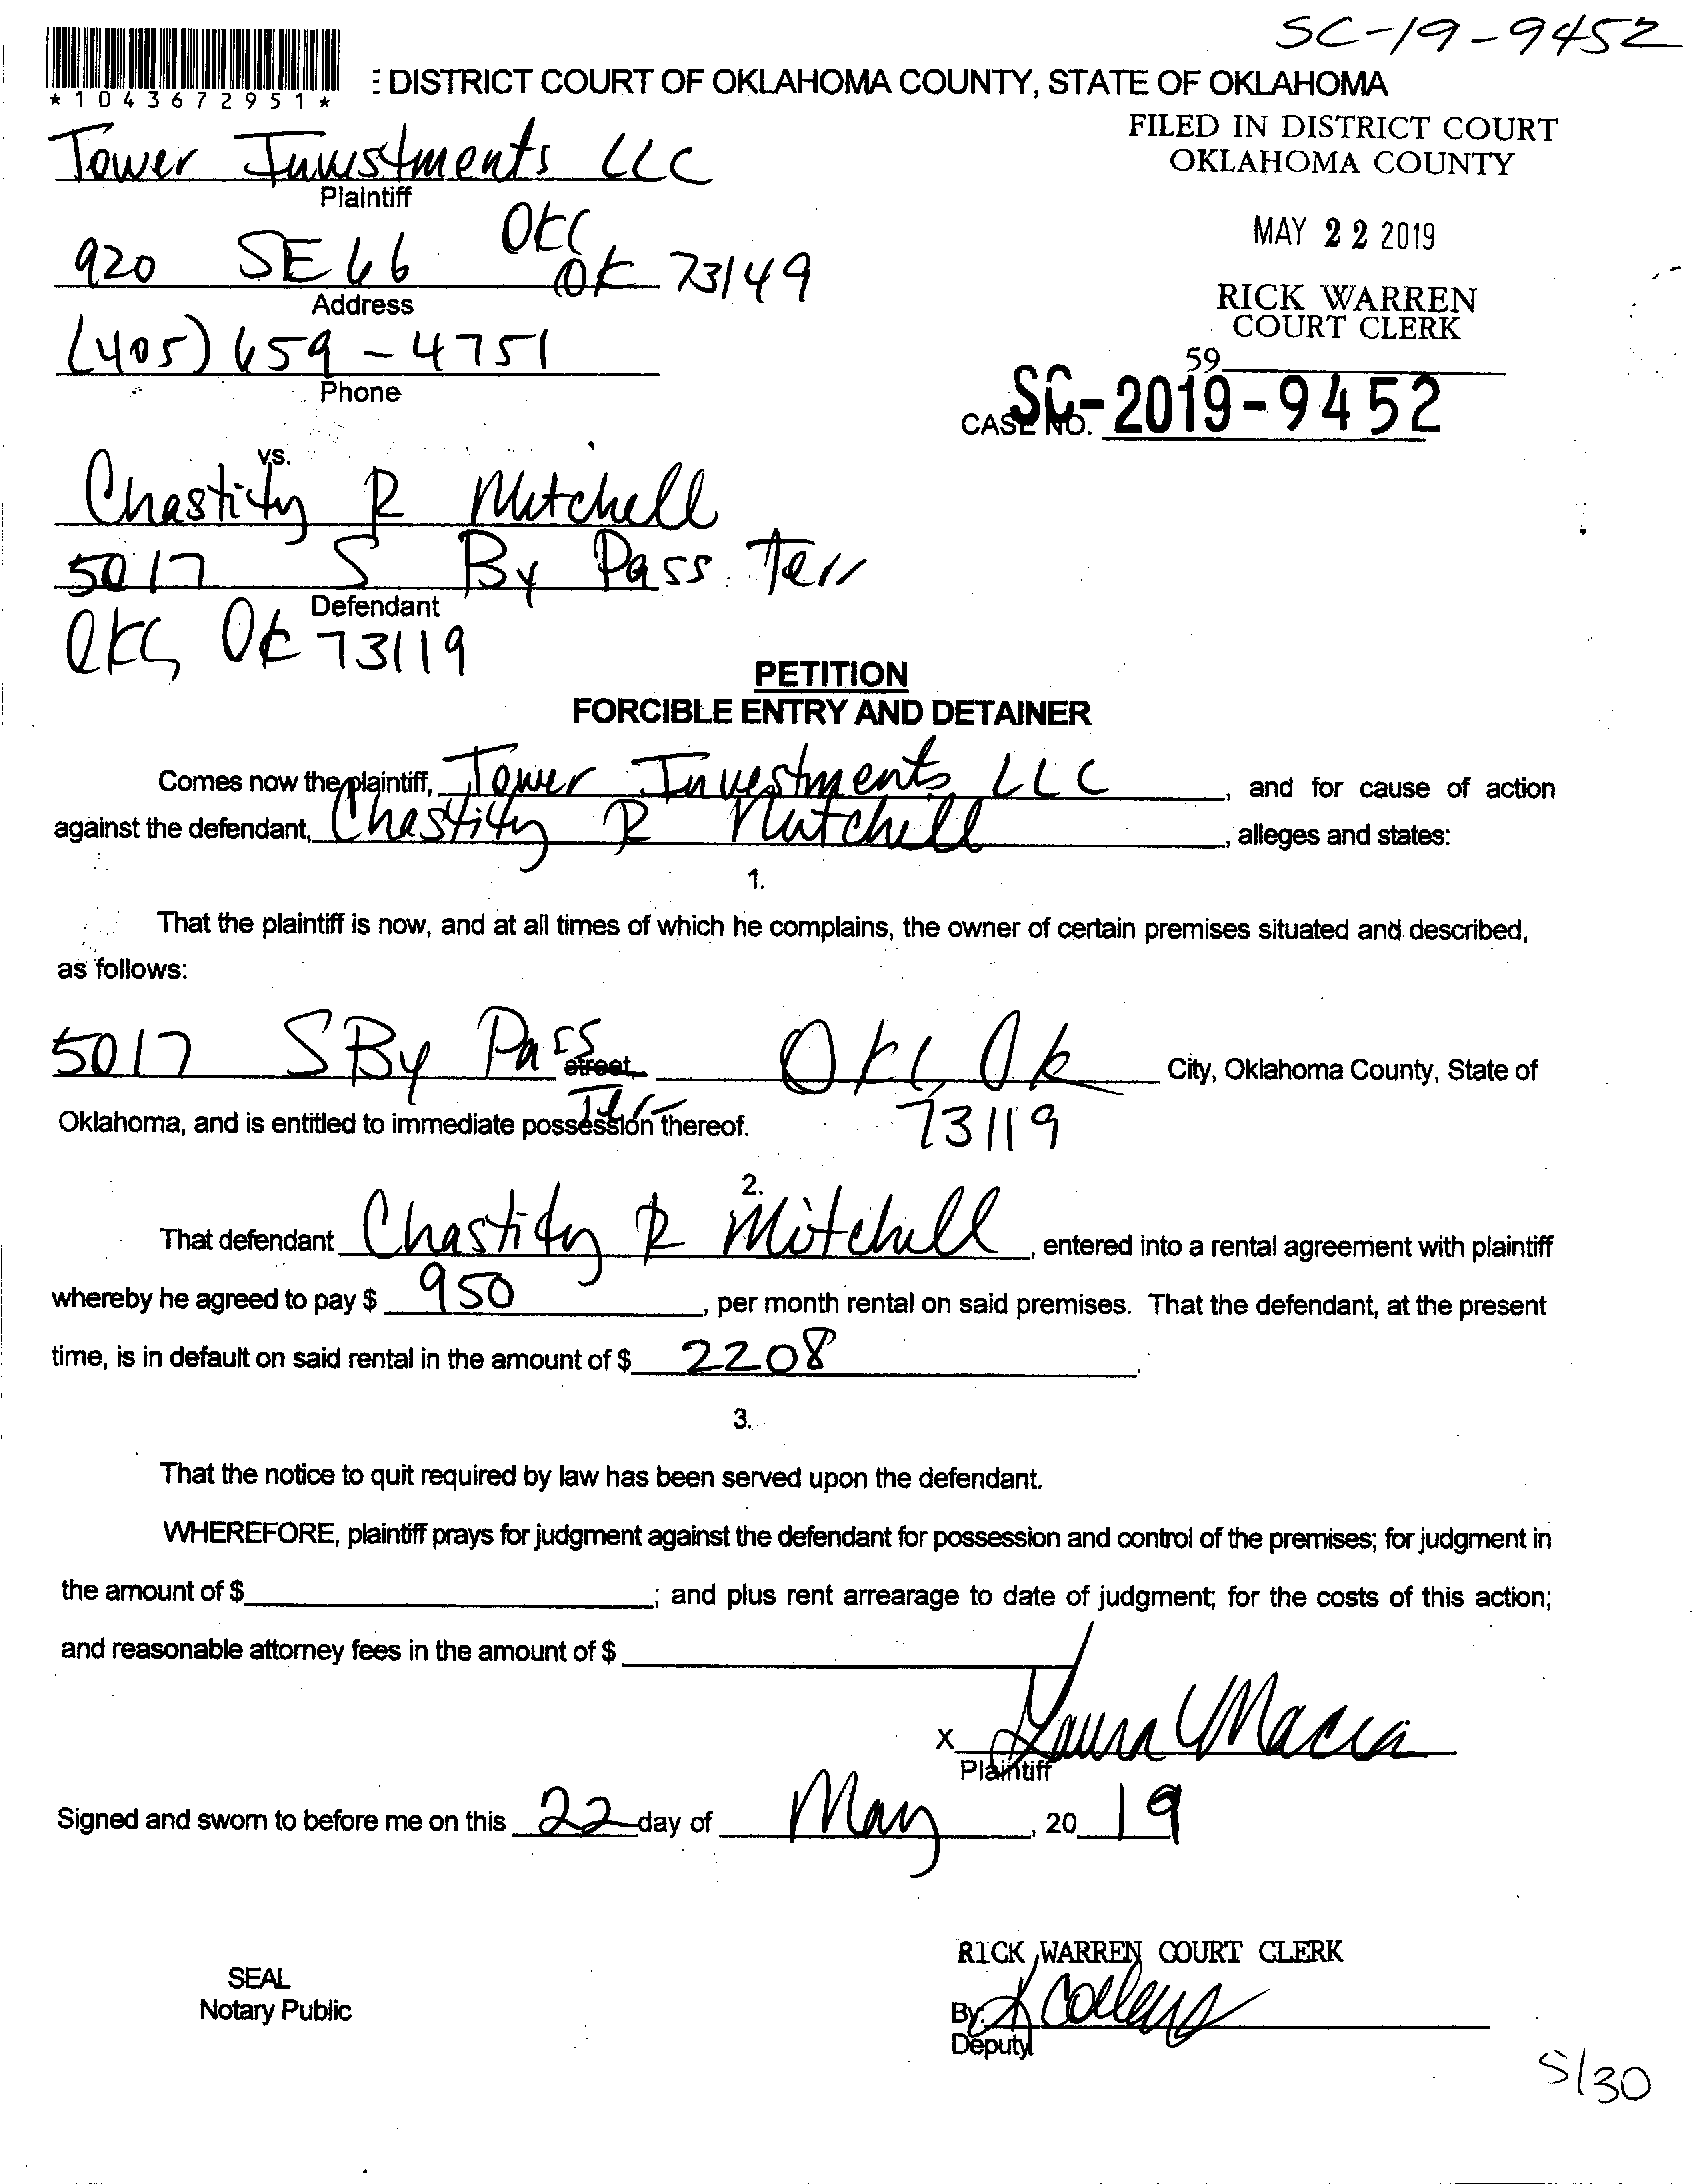 SC-19-9452
*1043672951*
E DISTRICT COURT OF OKLAHOMA COUNTY, STATE OF OKLAHOMA
FILED IN DISTRICT COURT
OKLAHOMA COUNTY
MAY 22 2019
RICK WARREN
COURT CLERK
59
CASE NO. SC-2019-9452
Tower Investments LLC
Plaintiff
920 SE 66 OKC OK 73149
Address
(405) 659-4751
Phone
vs.
Chastity R Mitchell
5017 S By Pass Terr
Defendant
OKC, OK 73119
PETITION
FORCIBLE ENTRY AND DETAINER
Comes now the plaintiff, Tower Investments LLC, and for cause of action
against the defendant, Chastity R Mitchell, alleges and states:
1.
That the plaintiff is now, and at all times of which he complains, the owner of certain premises situated and described,
as follows:
5017 S By Pass street OKC, OK City, Oklahoma County, State of
Terr 73119
Oklahoma, and is entitled to immediate possession thereof.
2.
That defendant Chastity R Mitchell, entered into a rental agreement with plaintiff
whereby he agreed to pay $ 950, per month rental on said premises. That the defendant, at the present
time, is in default on said rental in the amount of $ 2208.
3.
That the notice to quit required by law has been served upon the defendant.
WHEREFORE, plaintiff prays for judgment against the defendant for possession and control of the premises; for judgment in
the amount of $ ; and plus rent arrearage to date of judgment; for the costs of this action;
and reasonable attorney fees in the amount of $
x Laura Macia
Plaintiff
Signed and sworn to before me on this 22 day of May, 20 19
RICK WARREN COURT CLERK
SEAL
Notary Public
By:
Deputy
5/30